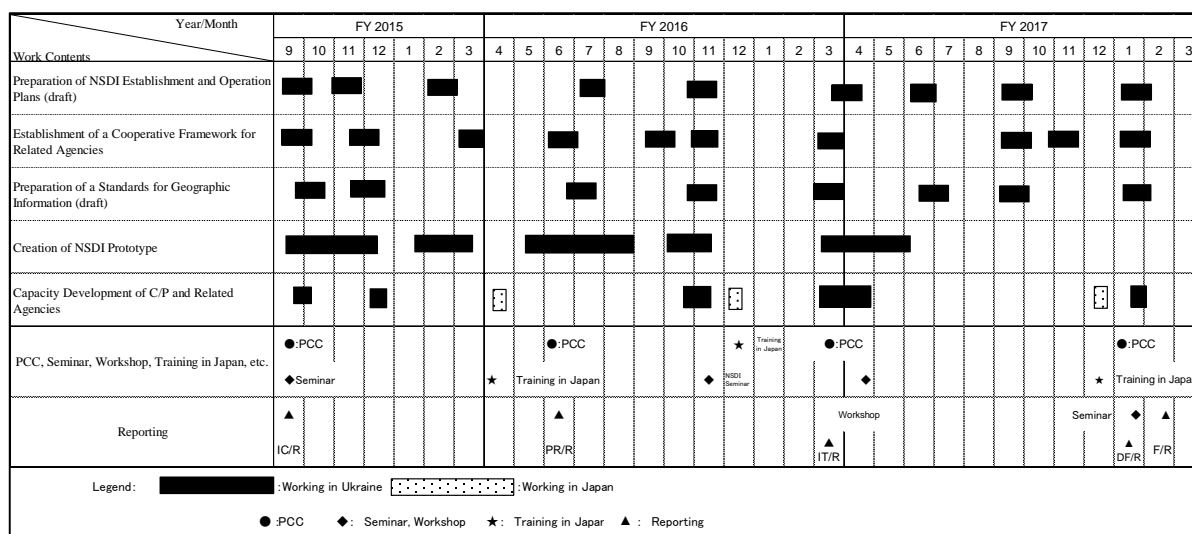 Year/Month
Work Contents
FY 2015 FY 2016 FY 2017
9 10 11 12 1 2 3 4 5 6 7 8 9 10 11 12 1 2 3 4 5 6 7 8 9 10 11 12 1 2 3
Preparation of NSDI Establishment and Operation
Plans (draft)
Establishment of a Cooperative Framework for
Related Agencies
Preparation of a Standards for Geographic
Information (draft)
Creation of NSDI Prototype
Capacity Development of C/P and Related
Agencies
PCC, Seminar, Workshop, Training in Japan, etc.
●:PCC ●:PCC ★ Training
in Japan
●:PCC ●:PCC
◆Seminar ★ Training in Japan ◆ NSDI
Seminar
◆ ★ Training in Japan
Reporting
▲ ▲ Workshop Seminar ◆ ▲
IC/R PR/R ▲ IT/R ▲ DF/R F/R
Legend: :Working in Ukraine :Working in Japan
●:PCC ◆: Seminar, Workshop ★: Training in Japar ▲: Reporting